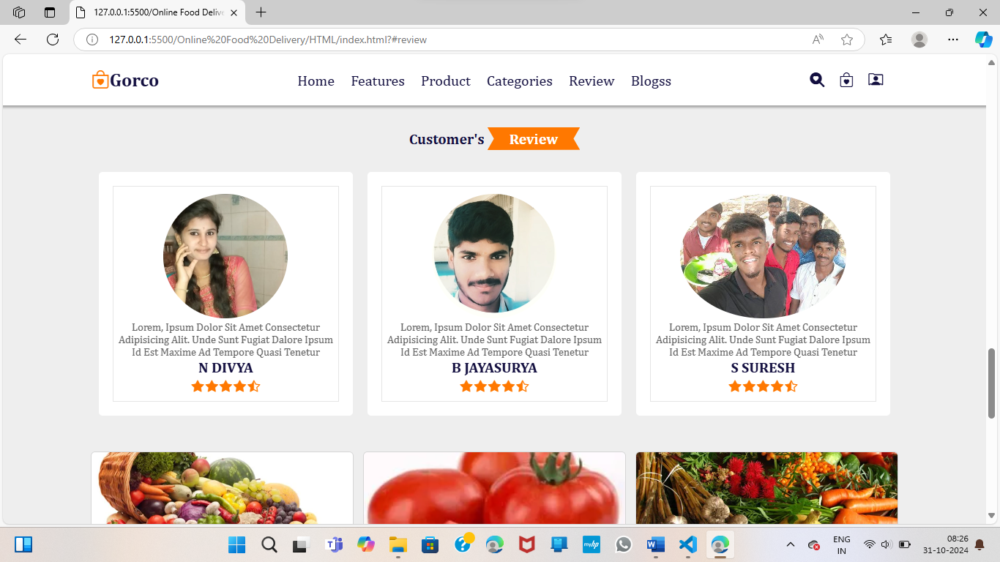 127.0.0.1:5500/Online Food Delive
127.0.0.1:5500/Online%20Food%20Delivery/HTML/index.html?#review
Gorco
Home Features Product Categories Review Blogss
Customer's Review
Lorem, Ipsum Dolor Sit Amet Consectetur
Adipisicing Alit. Unde Sunt Fugiat Dalore Ipsum
Id Est Maxime Ad Tempore Quasi Tenetur
N DIVYA
Lorem, Ipsum Dolor Sit Amet Consectetur
Adipisicing Alit. Unde Sunt Fugiat Dalore Ipsum
Id Est Maxime Ad Tempore Quasi Tenetur
B JAYASURYA
Lorem, Ipsum Dolor Sit Amet Consectetur
Adipisicing Alit. Unde Sunt Fugiat Dalore Ipsum
Id Est Maxime Ad Tempore Quasi Tenetur
S SURESH
myhp
ENG
IN
08:26
31-10-2024